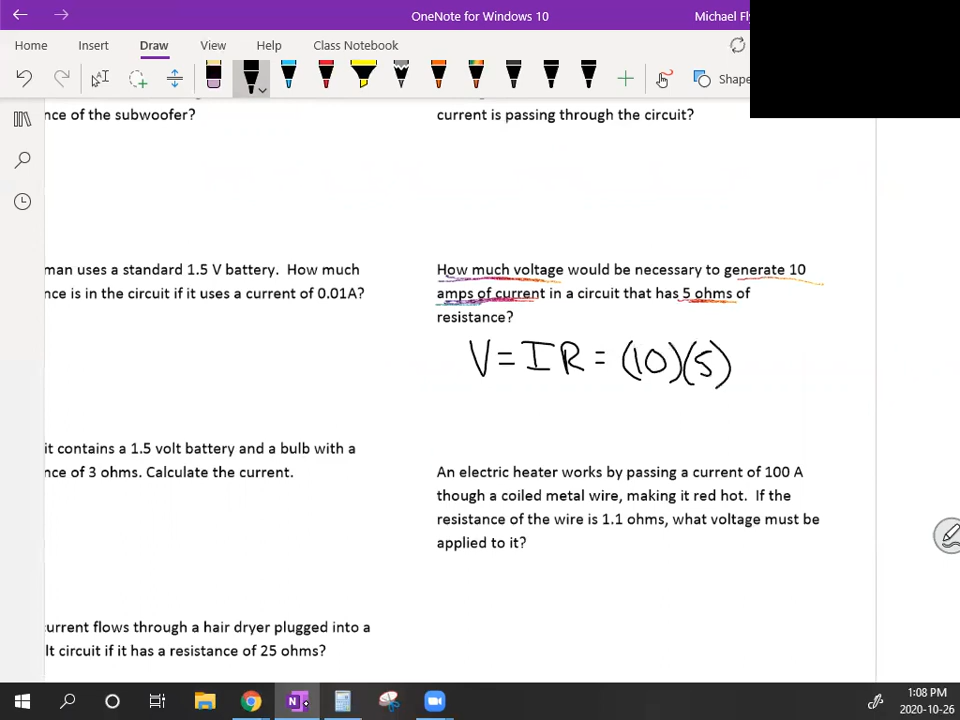 OneNote for Windows 10
Michael Fly
Home Insert Draw View Help Class Notebook
Shape
nce of the subwoofer?
current is passing through the circuit?
man uses a standard 1.5 V battery. How much
nce is in the circuit if it uses a current of 0.01A?
How much voltage would be necessary to generate 10
amps of current in a circuit that has 5 ohms of
resistance?
V = I R = (10)(5)
it contains a 1.5 volt battery and a bulb with a
nce of 3 ohms. Calculate the current.
An electric heater works by passing a current of 100 A
though a coiled metal wire, making it red hot. If the
resistance of the wire is 1.1 ohms, what voltage must be
applied to it?
current flows through a hair dryer plugged into a
lt circuit if it has a resistance of 25 ohms?
1:08 PM
2020-10-26